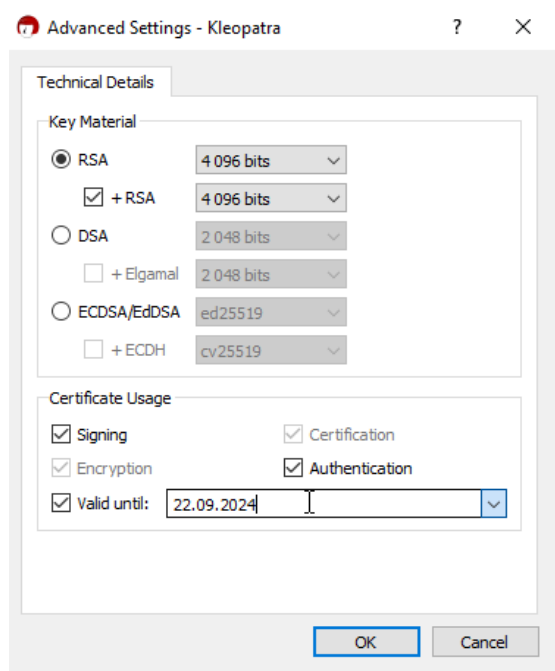 Advanced Settings - Kleopatra ? ×
Technical Details
Key Material
RSA 4 096 bits
+ RSA 4 096 bits
DSA 2 048 bits
+ Elgamal 2 048 bits
ECDSA/EdDSA ed25519
+ ECDH cv25519
Certificate Usage
Signing Certification
Encryption Authentication
Valid until: 22.09.2024
OK Cancel